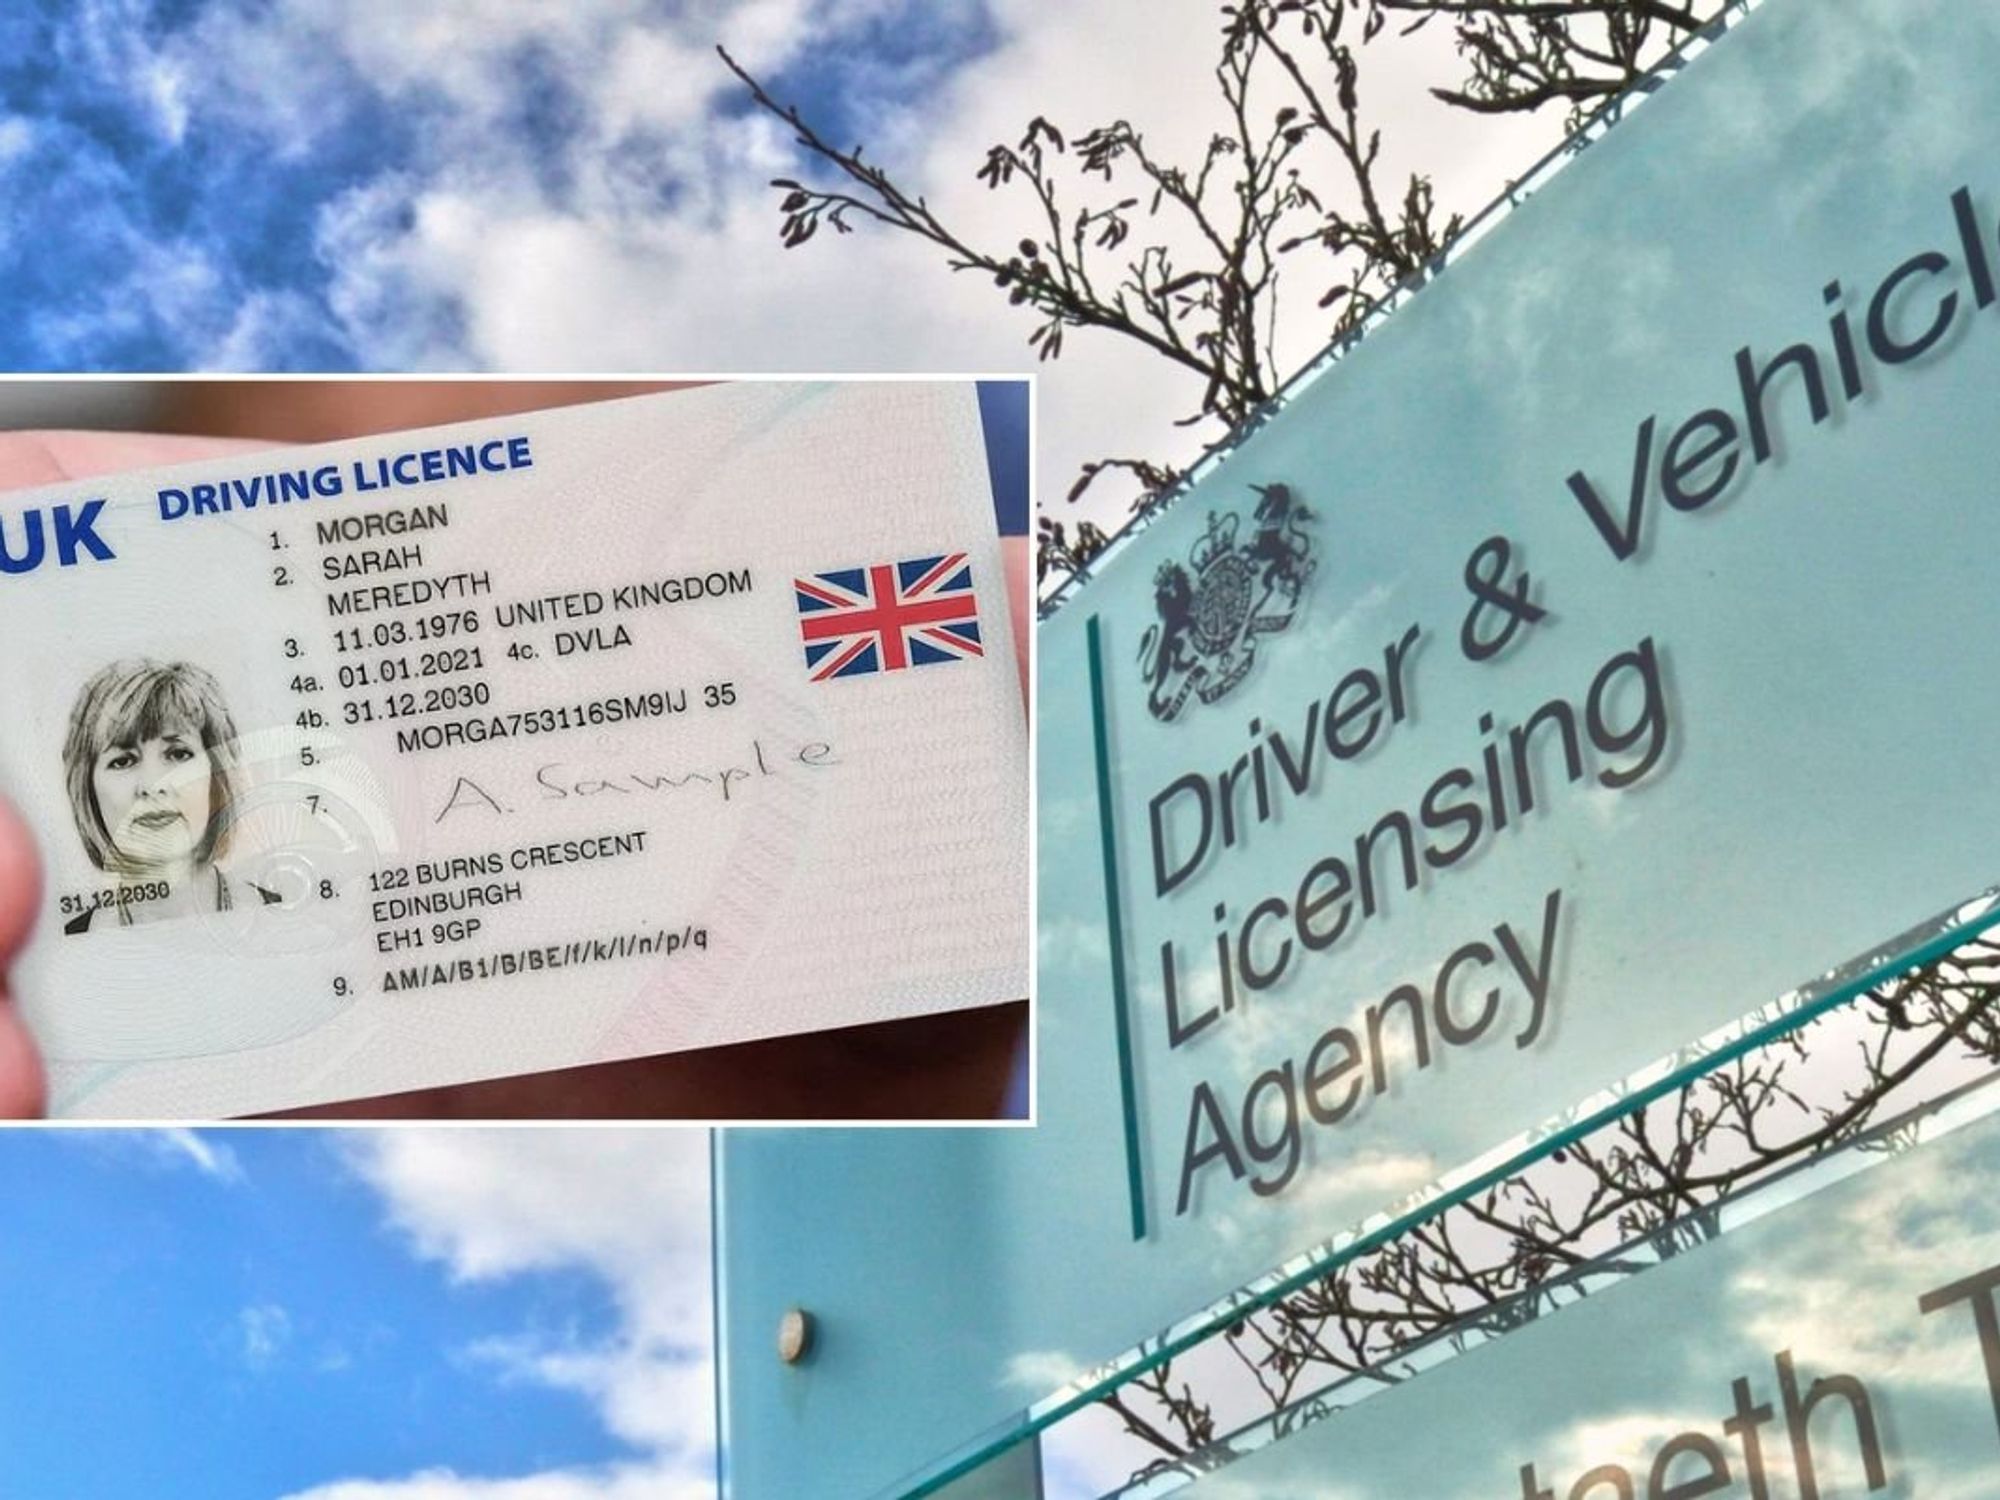 UK DRIVING LICENCE
1. MORGAN
2. SARAH
MEREDYTH
3. 11.03.1976 UNITED KINGDOM
4a. 01.01.2021 4c. DVLA
4b. 31.12.2030
5. MORGA753116SM9IJ 35
7. A. Sample
31.12.2030
8. 122 BURNS CRESCENT
EDINBURGH
EH1 9GP
9. AM/A/B1/B/BE/f/k/l/n/p/q
Driver & Vehicle
Licensing
Agency